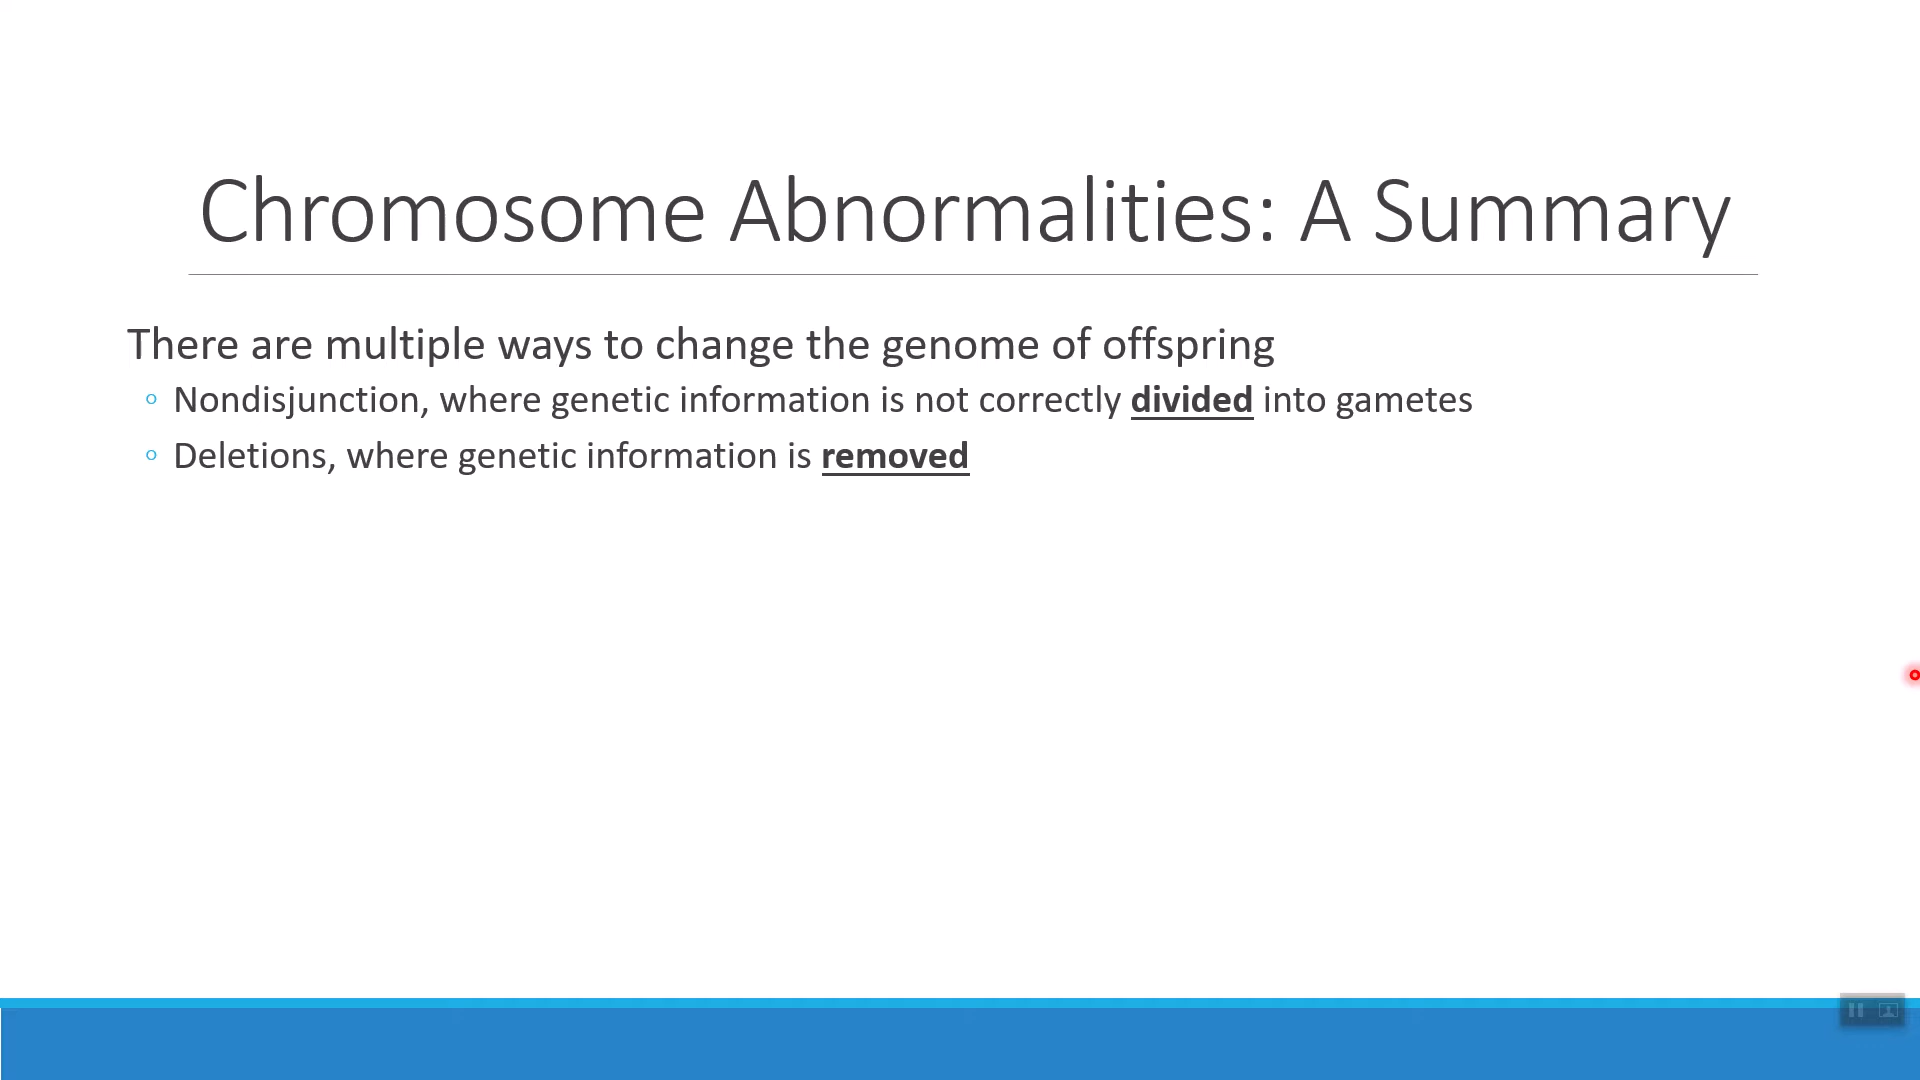 Chromosome Abnormalities: A Summary
There are multiple ways to change the genome of offspring
◦ Nondisjunction, where genetic information is not correctly divided into gametes
◦ Deletions, where genetic information is removed